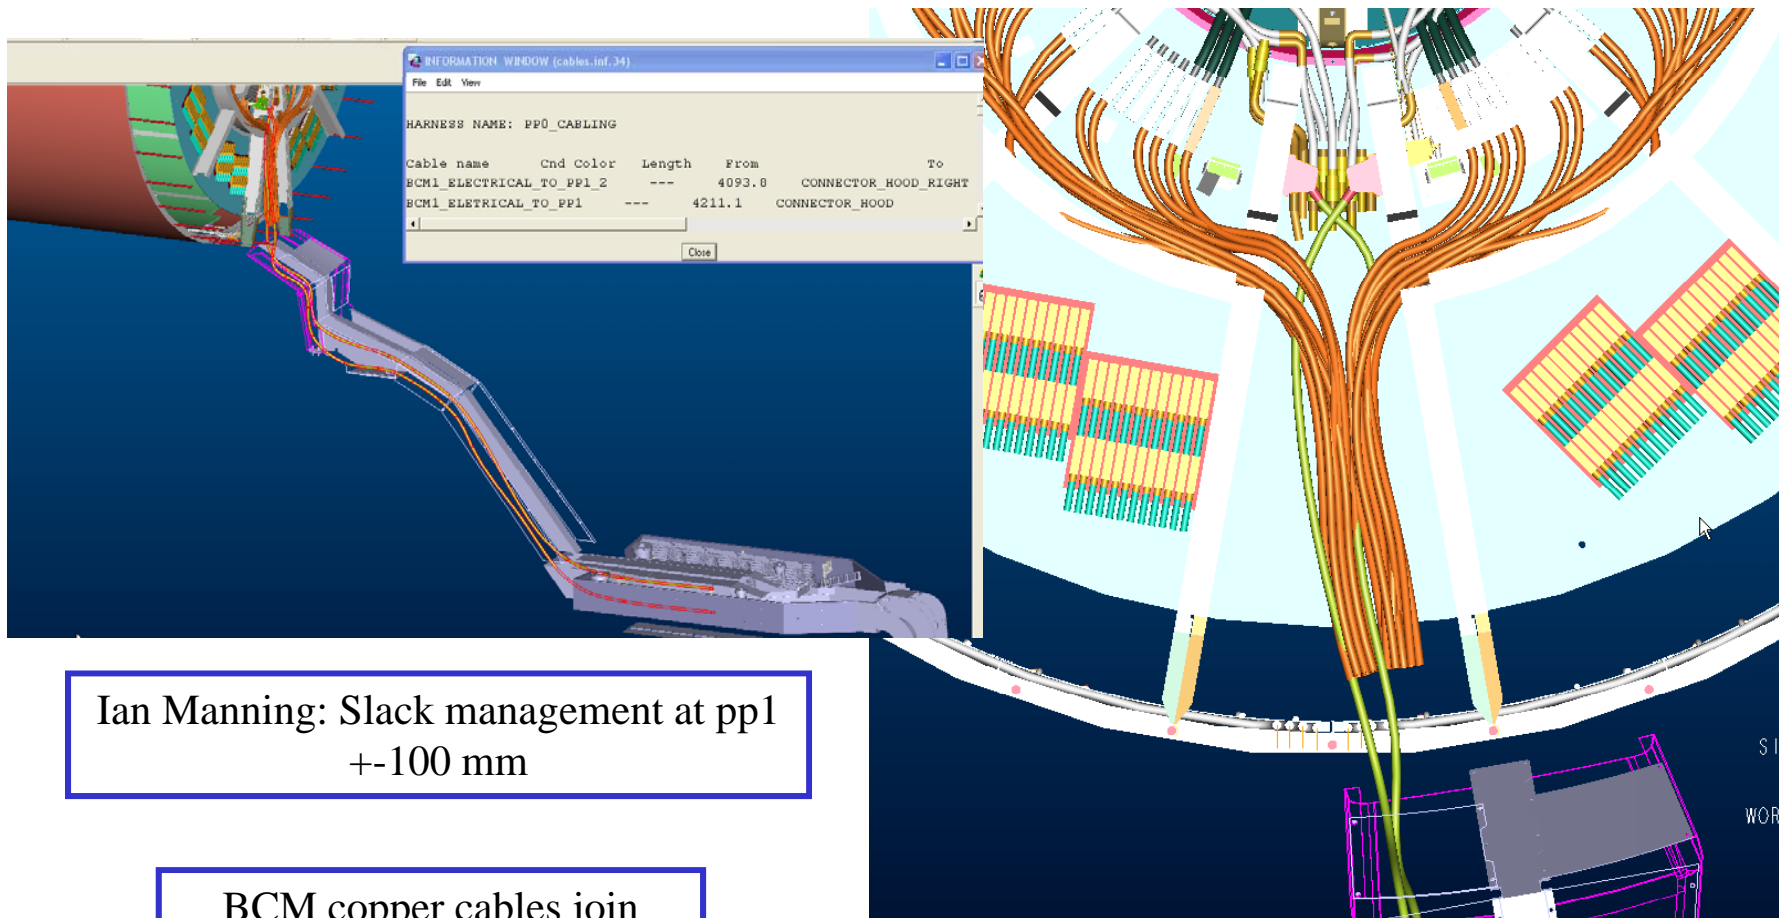 INFORMATION WINDOW (cables.inf.34)
File Edit View
HARNESS NAME: PP0_CABLING
Cable name Cnd Color Length From To
BCM1_ELECTRICAL_TO_PP1_2 --- 4093.8 CONNECTOR_HOOD_RIGHT
BCM1_ELETRICAL_TO_PP1 --- 4211.1 CONNECTOR_HOOD
Close
Ian Manning: Slack management at pp1
+-100 mm
BCM copper cables join